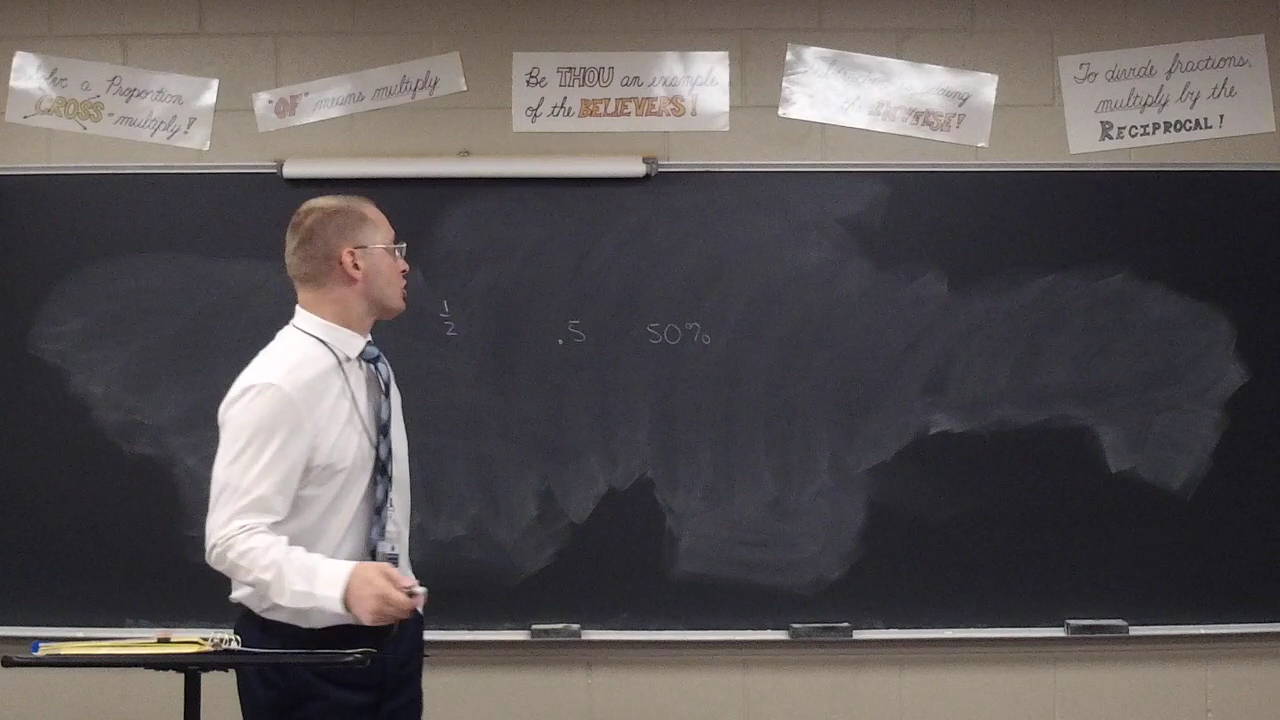 a Proportion
CROSS-multiply!
"OF" means multiply
Be THOU an example
of the BELIEVERS!
the INVERSE!
To divide fractions,
multiply by the
RECIPROCAL!
1
2
.5
50%